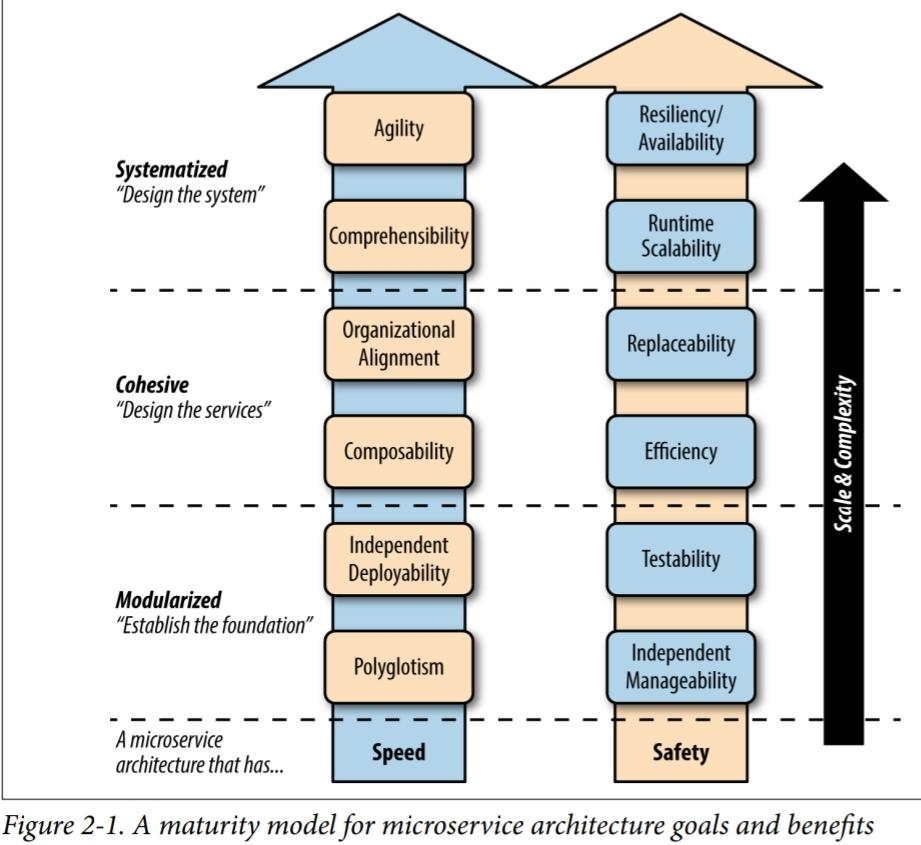 Agility
Resiliency/
Availability
Systematized
“Design the system”
Comprehensibility
Runtime
Scalability
Organizational
Alignment
Replaceability
Cohesive
“Design the services”
Composability
Efficiency
Scale & Complexity
Independent
Deployability
Testability
Modularized
“Establish the foundation”
Polyglotism
Independent
Manageability
A microservice
architecture that has...
Speed
Safety
Figure 2-1. A maturity model for microservice architecture goals and benefits